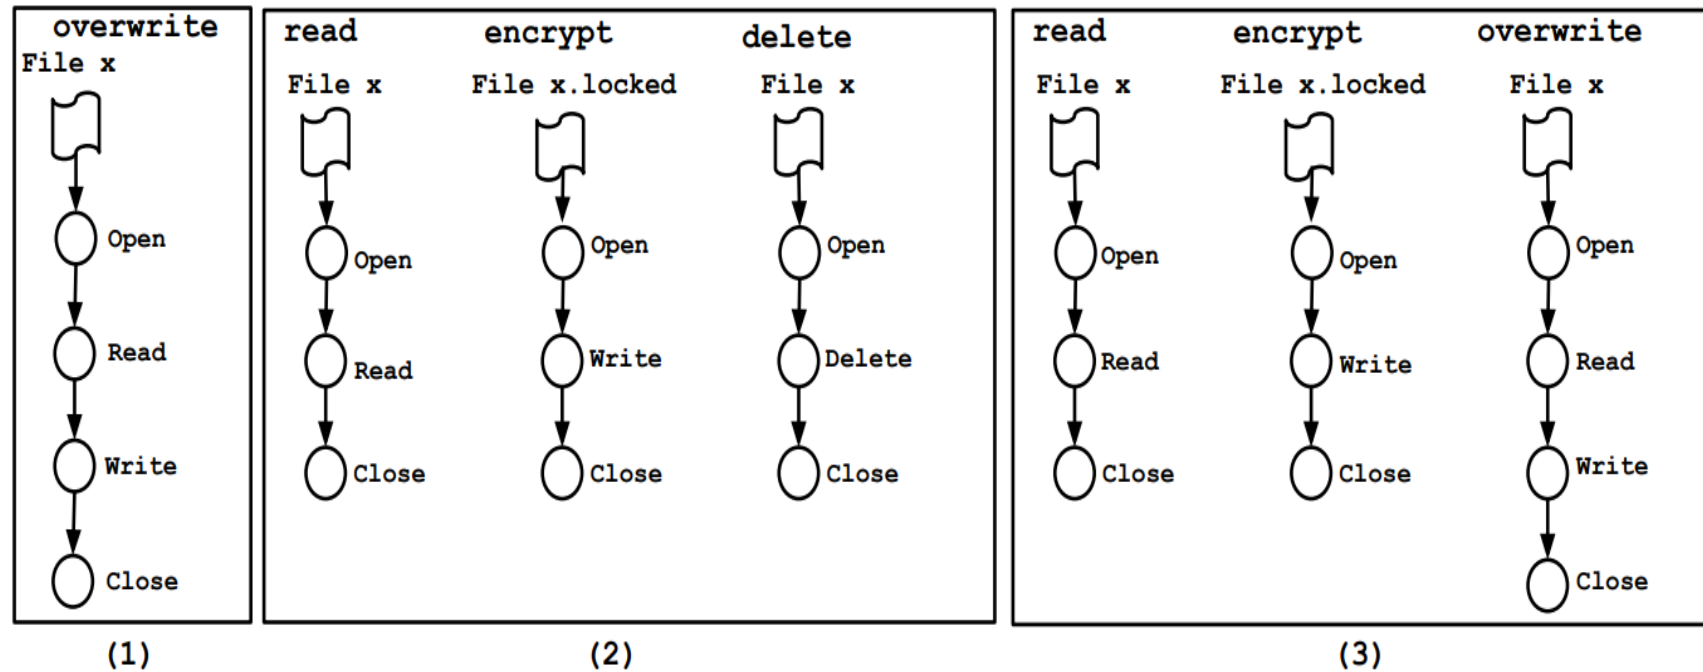 overwrite
File x
Open
Read
Write
Close
(1)
read encrypt delete
File x File x.locked File x
Open Open Open
Read Write Delete
Close Close Close
(2)
read encrypt overwrite
File x File x.locked File x
Open Open Open
Read Write Read
Close Close Write
Close
(3)